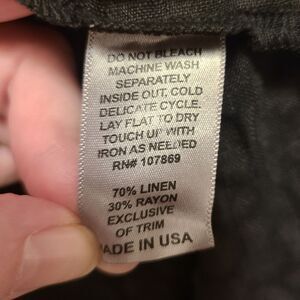 DO NOT BLEACH
MACHINE WASH
SEPARATELY
INSIDE OUT, COLD
DELICATE CYCLE,
LAY FLAT TO DRY
TOUCH UP WITH
IRON AS NEEDED
RN# 107869
70% LINEN
30% RAYON
EXCLUSIVE
OF TRIM
MADE IN USA